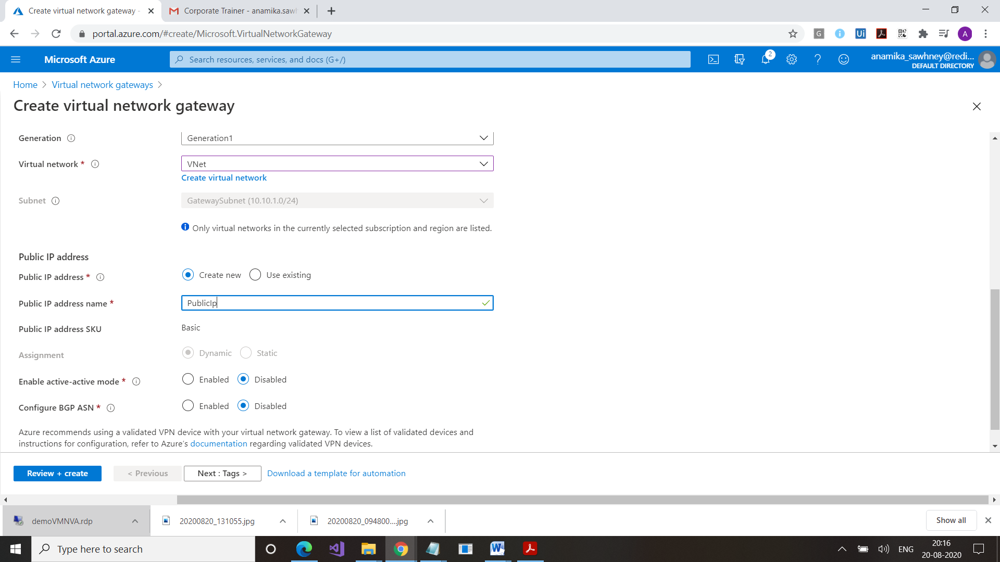 Create virtual network gateway -
Corporate Trainer - anamika.sawh
portal.azure.com/#create/Microsoft.VirtualNetworkGateway
G
Ui
A
Microsoft Azure
Search resources, services, and docs (G+/)
2
anamika_sawhney@redi...
DEFAULT DIRECTORY
Home > Virtual network gateways >
Create virtual network gateway
Generation
Generation1
Virtual network *
VNet
Create virtual network
Subnet
GatewaySubnet (10.10.1.0/24)
Only virtual networks in the currently selected subscription and region are listed.
Public IP address
Public IP address *
Create new
Use existing
Public IP address name *
PublicIp
Public IP address SKU
Basic
Assignment
Dynamic
Static
Enable active-active mode *
Enabled
Disabled
Configure BGP ASN *
Enabled
Disabled
Azure recommends using a validated VPN device with your virtual network gateway. To view a list of validated devices and
instructions for configuration, refer to Azure's documentation regarding validated VPN devices.
Review + create
< Previous
Next : Tags >
Download a template for automation
demoVMNVA.rdp
20200820_131055.jpg
20200820_094800....jpg
Show all
Type here to search
ENG
20:16
20-08-2020